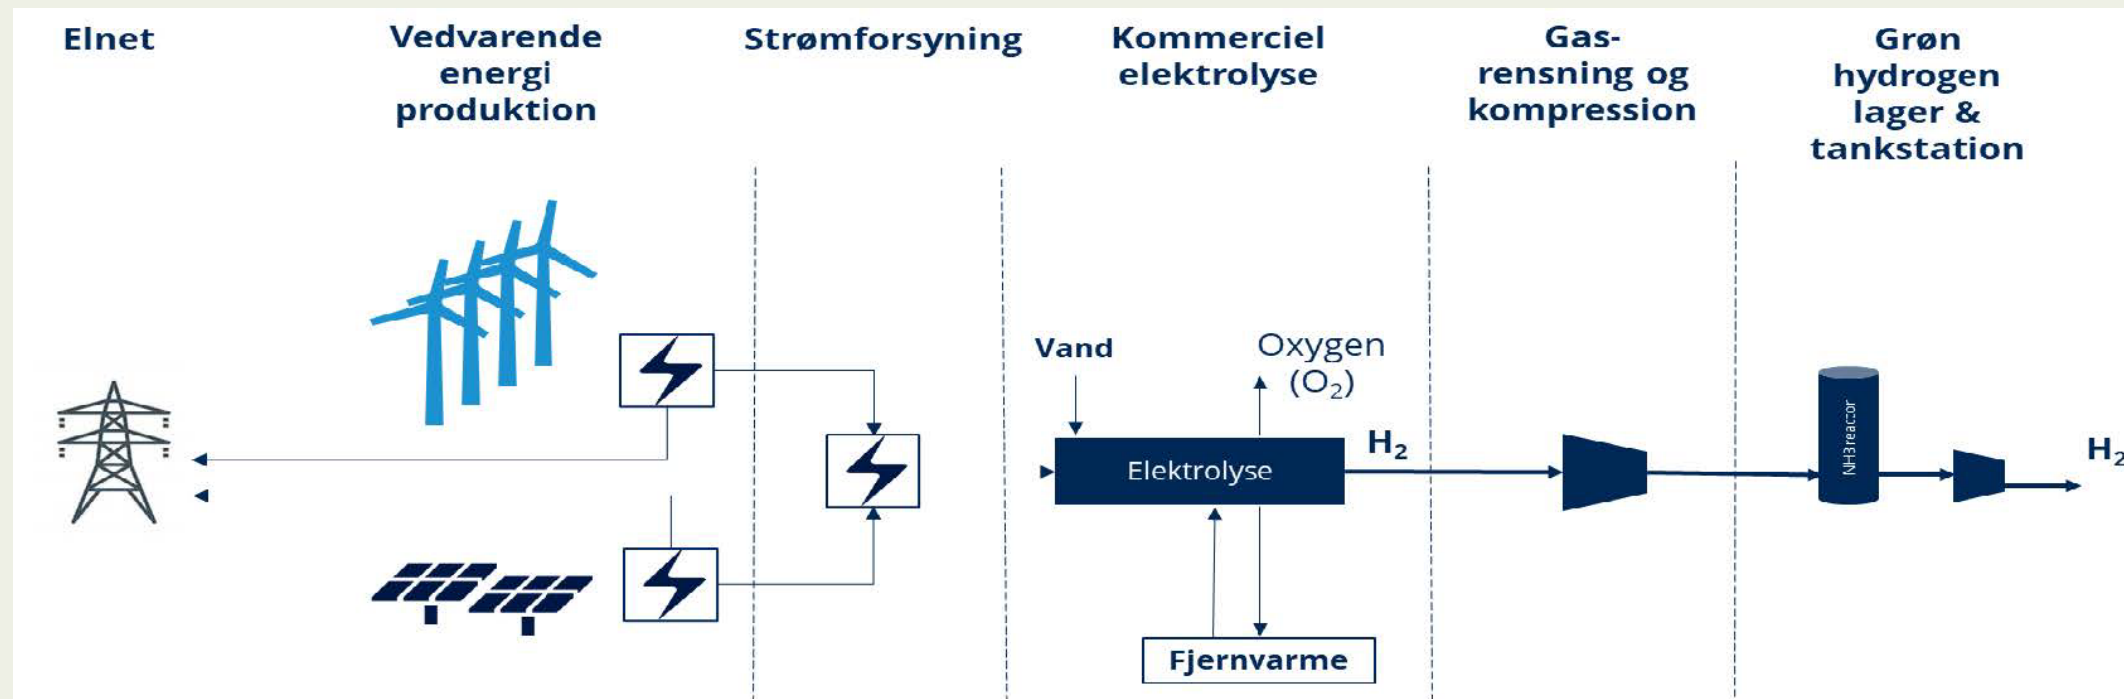 Elnet
Vedvarende
energi
produktion
Strømforsyning
Kommerciel
elektrolyse
Gas-
rensning og
kompression
Grøn
hydrogen
lager &
tankstation
Vand
Oxygen
(O₂)
Elektrolyse
H₂
NH3reactor
H₂
Fjernvarme